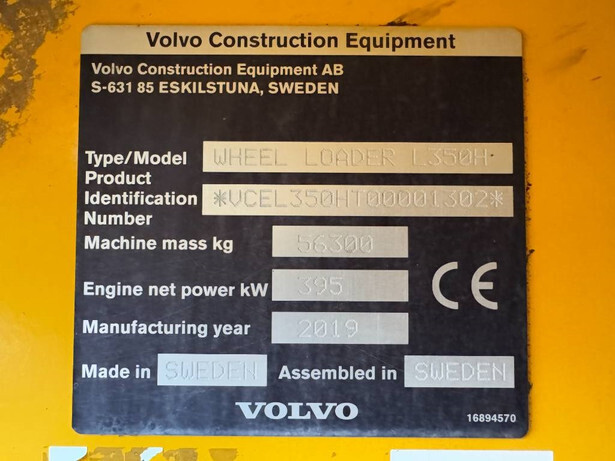 Volvo Construction Equipment
Volvo Construction Equipment AB
S-631 85 ESKILSTUNA, SWEDEN
Type/Model WHEEL LOADER L350H
Product
Identification *VCEL350HT00001302*
Number
Machine mass kg 56300
Engine net power kW 395
CE
Manufacturing year 2019
Made in SWEDEN Assembled in SWEDEN
VOLVO
16894570